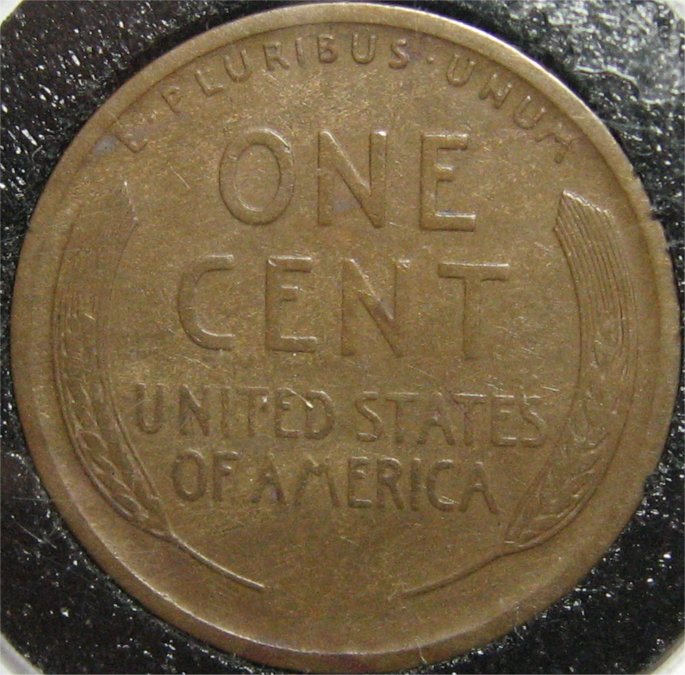 E · PLURIBUS · UNUM
ONE
CENT
UNITED STATES
OF AMERICA